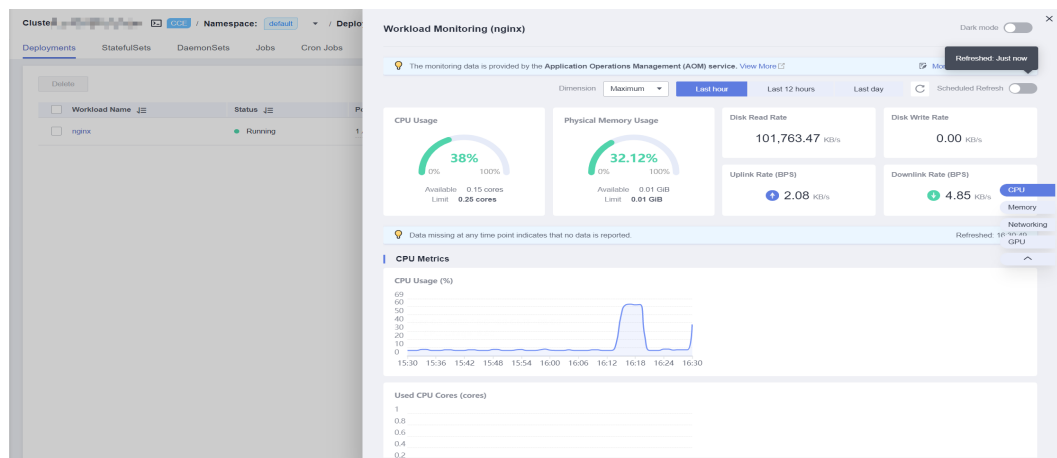 Cluster CCE / Namespace: default / Deplo
Deployments StatefulSets DaemonSets Jobs Cron Jobs
Delete
Workload Name Status Po
nginx Running 1
Workload Monitoring (nginx)
Dark mode
Refreshed: Just now
The monitoring data is provided by the Application Operations Management (AOM) service. View More
Mo
Dimension Maximum Last hour Last 12 hours Last day Scheduled Refresh
CPU Usage
38%
0% 100%
Available 0.15 cores
Limit 0.25 cores
Physical Memory Usage
32.12%
0% 100%
Available 0.01 GiB
Limit 0.01 GiB
Disk Read Rate
101,763.47 KB/s
Disk Write Rate
0.00 KB/s
Uplink Rate (BPS)
2.08 KB/s
Downlink Rate (BPS)
4.85 KB/s
CPU
Memory
Networking
GPU
Data missing at any time point indicates that no data is reported.
Refreshed: 16:30:49
CPU Metrics
CPU Usage (%)
69
60
50
40
30
20
10
0
15:30 15:36 15:42 15:48 15:54 16:00 16:06 16:12 16:18 16:24 16:30
Used CPU Cores (cores)
1
0.8
0.6
0.4
0.2